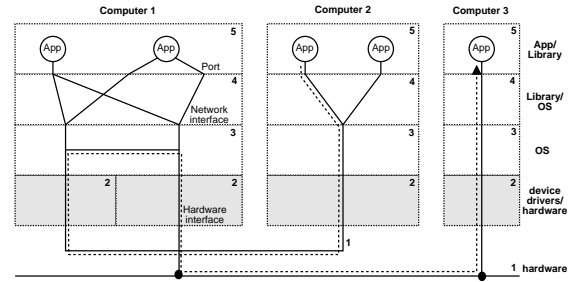 Computer 1
Computer 2
Computer 3
5
5
5
App
App
App
App
App
App/
Library
Port
4
4
4
Network
interface
Library/
OS
3
3
3
OS
2
2
2
2
Hardware
interface
device
drivers/
hardware
1
1 hardware